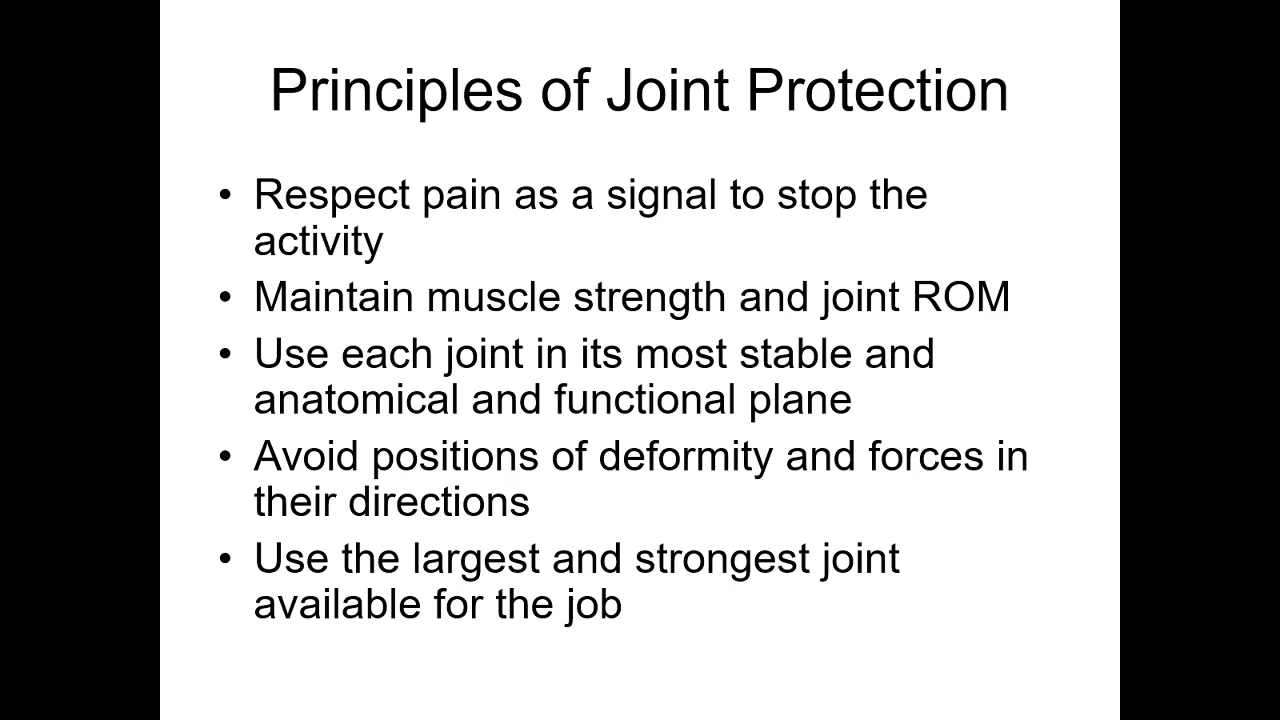 Principles of Joint Protection
• Respect pain as a signal to stop the
activity
• Maintain muscle strength and joint ROM
• Use each joint in its most stable and
anatomical and functional plane
• Avoid positions of deformity and forces in
their directions
• Use the largest and strongest joint
available for the job